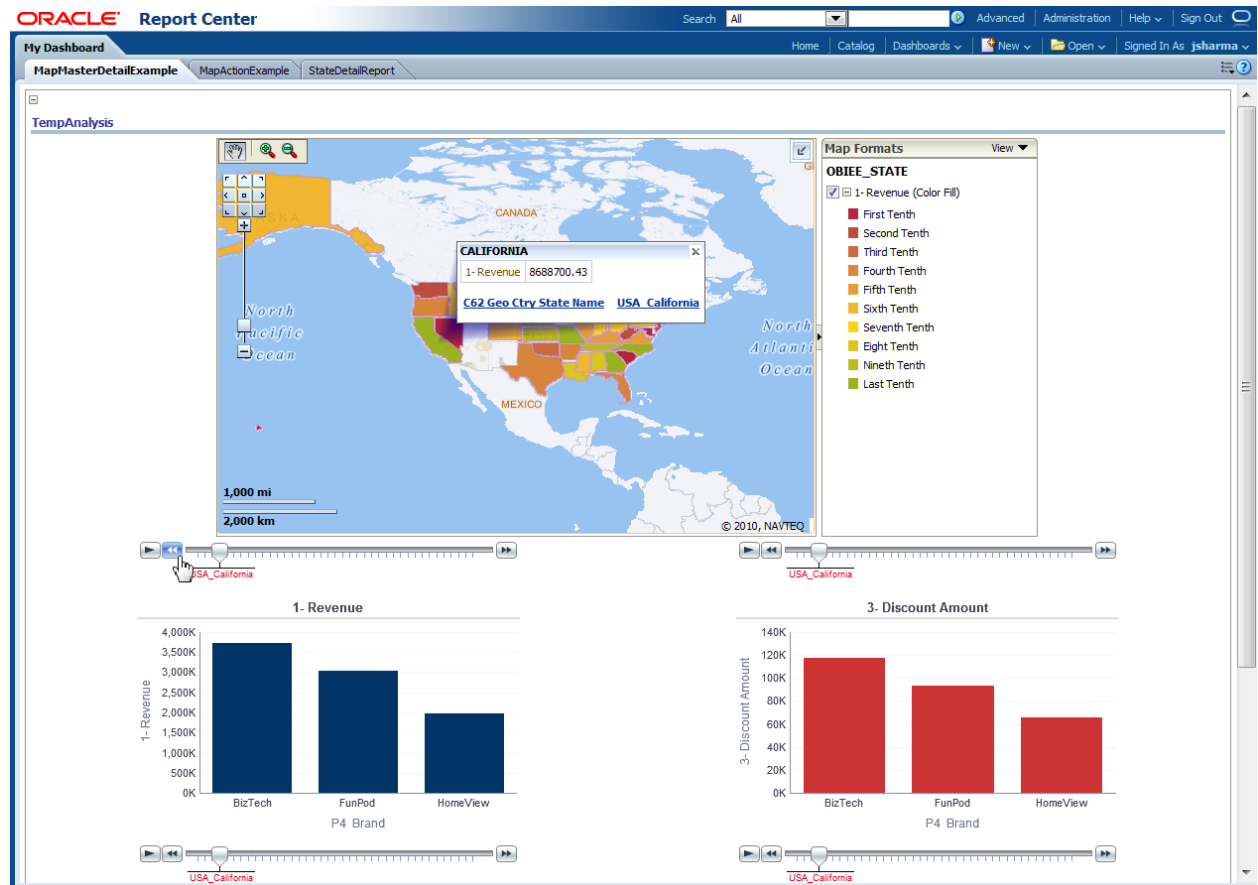 ORACLE Report Center
Search All Advanced Administration Help Sign Out
My Dashboard
Home Catalog Dashboards New Open Signed In As jsharma
MapMasterDetailExample MapActionExample StateDetailReport
TempAnalysis
Map Formats View
OBIEE_STATE
1- Revenue (Color Fill)
First Tenth
Second Tenth
Third Tenth
Fourth Tenth
Fifth Tenth
Sixth Tenth
Seventh Tenth
Eight Tenth
Nineth Tenth
Last Tenth
CANADA
CALIFORNIA
1- Revenue 8688700.43
C62 Geo Ctry State Name USA_California
North
Pacific
Ocean
North
Atlanti
Ocean
MEXICO
1,000 mi
2,000 km
© 2010, NAVTEQ
USA_California
USA_California
1- Revenue
4,000K
3,500K
3,000K
2,500K
2,000K
1,500K
1,000K
500K
0K
1- Revenue
BizTech FunPod HomeView
P4 Brand
3- Discount Amount
140K
120K
100K
80K
60K
40K
20K
0K
3- Discount Amount
BizTech FunPod HomeView
P4 Brand
USA_California
USA_California